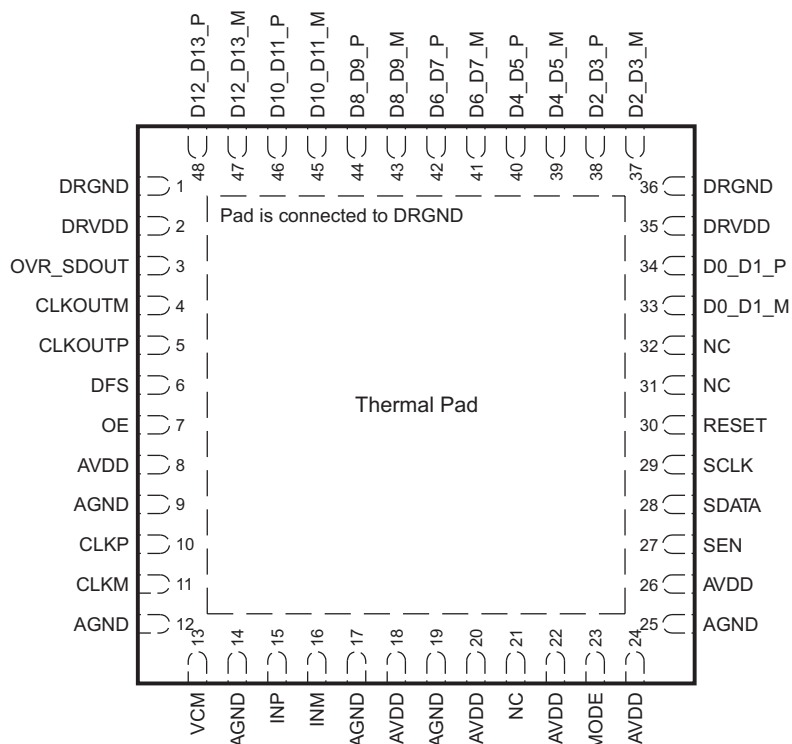 D12_D13_P
D12_D13_M
D10_D11_P
D10_D11_M
D8_D9_P
D8_D9_M
D6_D7_P
D6_D7_M
D4_D5_P
D4_D5_M
D2_D3_P
D2_D3_M
48
47
46
45
44
43
42
41
40
39
38
37
DRGND 1
DRVDD 2
OVR_SDOUT 3
CLKOUTM 4
CLKOUTP 5
DFS 6
OE 7
AVDD 8
AGND 9
CLKP 10
CLKM 11
AGND 12
Pad is connected to DRGND
Thermal Pad
36 DRGND
35 DRVDD
34 D0_D1_P
33 D0_D1_M
32 NC
31 NC
30 RESET
29 SCLK
28 SDATA
27 SEN
26 AVDD
25 AGND
13
14
15
16
17
18
19
20
21
22
23
24
VCM
AGND
INP
INM
AGND
AVDD
AGND
AVDD
NC
AVDD
MODE
AVDD